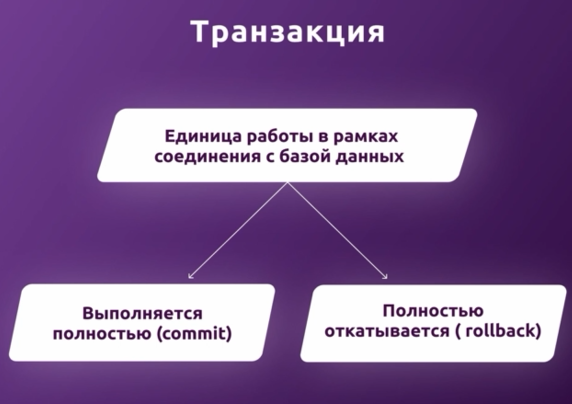 Транзакция
Единица работы в рамках
соединения с базой данных
Выполняется
полностью (commit)
Полностью
откатывается ( rollback)